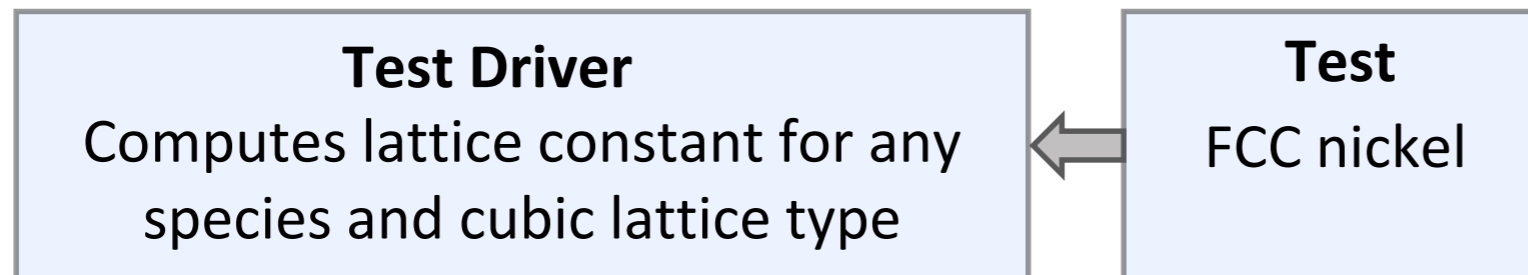 Test Driver
Computes lattice constant for any
species and cubic lattice type
Test
FCC nickel